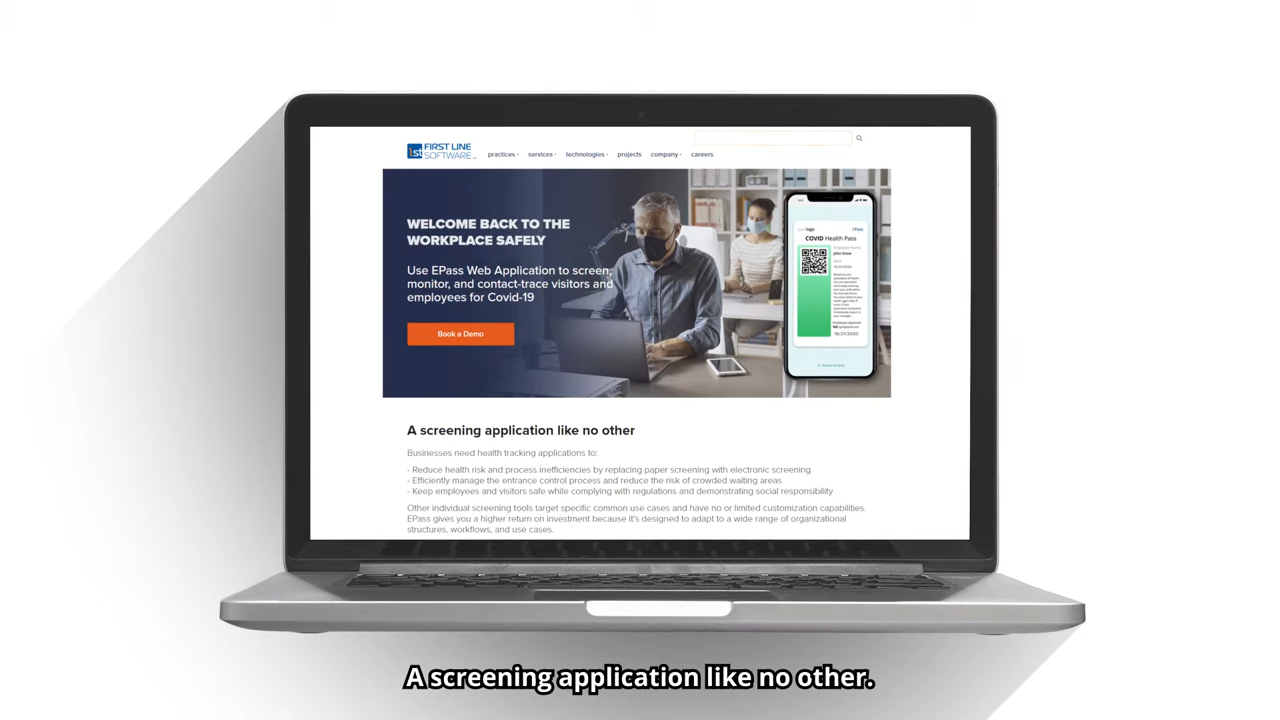 FIRST LINE
SOFTWARE
practices services technologies projects company careers
WELCOME BACK TO THE
WORKPLACE SAFELY
Use EPass Web Application to screen,
monitor, and contact-trace visitors and
employees for Covid-19
Book a Demo
COVID Health Pass
John Snow
10/21/2020
A screening application like no other
Businesses need health tracking applications to:
- Reduce health risk and process inefficiencies by replacing paper screening with electronic screening
- Efficiently manage the entrance control process and reduce the risk of crowded waiting areas
- Keep employees and visitors safe while complying with regulations and demonstrating social responsibility
Other individual screening tools target specific common use cases and have no or limited customization capabilities.
EPass gives you a higher return on investment because it's designed to adapt to a wide range of organizational
structures, workflows, and use cases.
A screening application like no other.